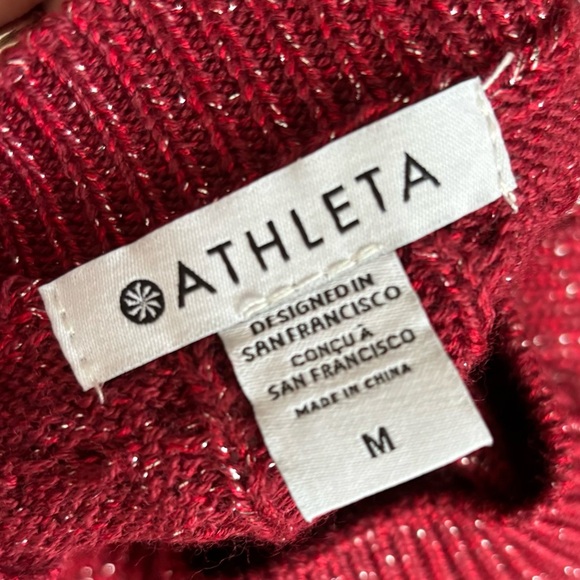 ATHLETA
DESIGNED IN
SAN FRANCISCO
CONÇU À
SAN FRANCISCO
MADE IN CHINA
M